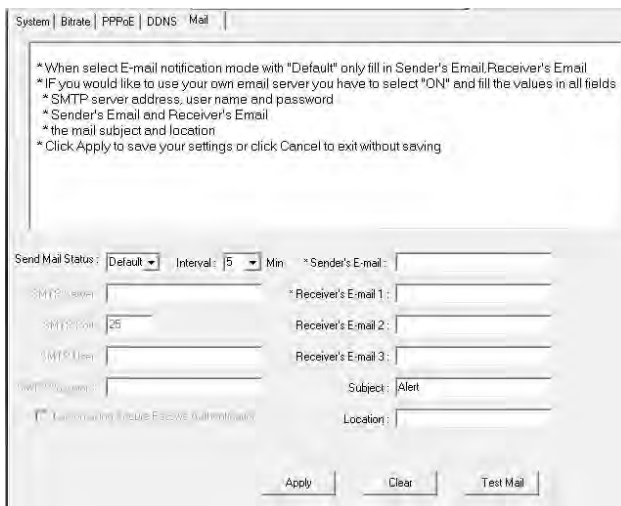 System | Bitrate | PPPoE | DDNS Mail
*When select E-mail notification mode with "Default" only fill in Sender's Email,Receiver's Email
*IF you would like to use your own email server you have to select "ON" and fill the values in all fields
* SMTP server address, user name and password
* Sender's Email and Receiver's Email
* the mail subject and location
* Click Apply to save your settings or click Cancel to exit without saving
Send Mail Status : Default Interval : 5 Min * Sender's E-mail :
* Receiver's E-mail 1 :
25 Receiver's E-mail 2 :
SMTP User Receiver's E-mail 3 :
Subject : Alert
Location :
Apply Clear Test Mail